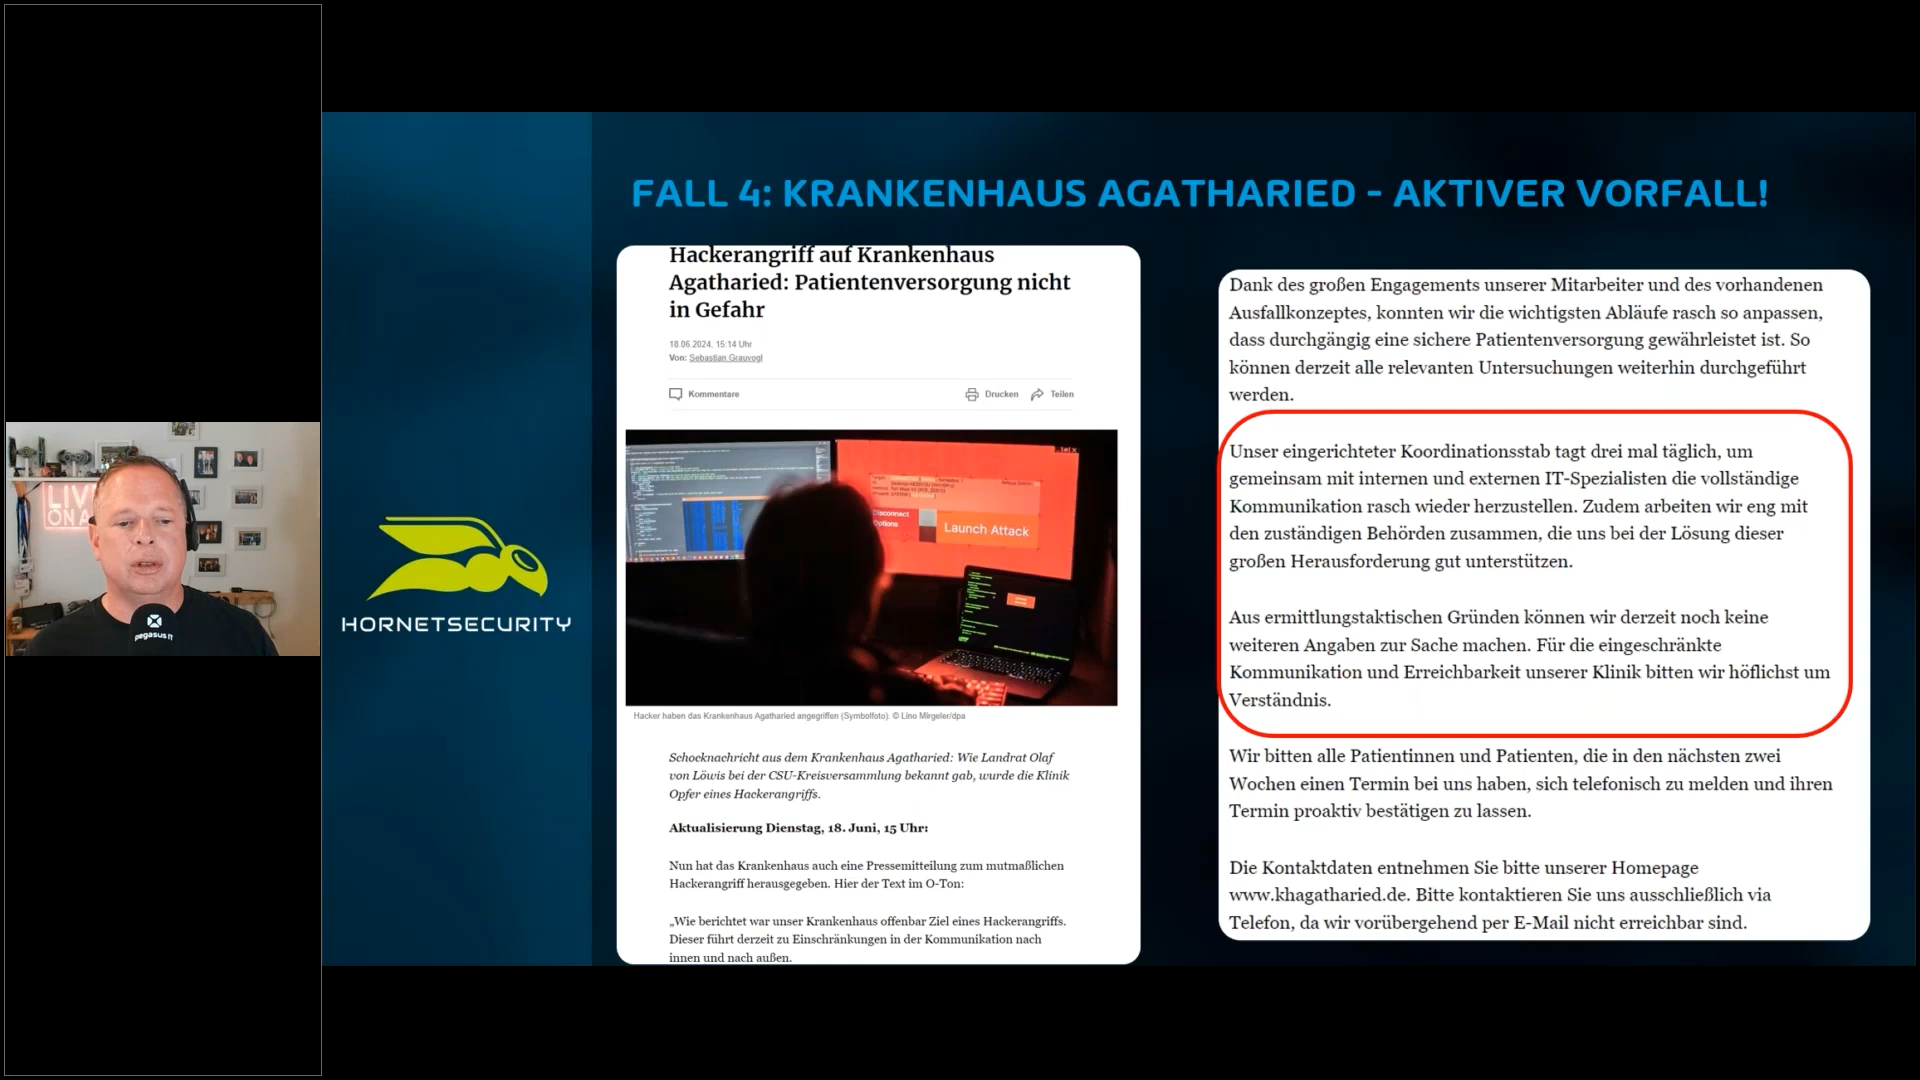 FALL 4: KRANKENHAUS AGATHARIED - AKTIVER VORFALL!
Hackerangriff auf Krankenhaus
Agatharied: Patientenversorgung nicht
in Gefahr
18.06.2024, 15:14 Uhr
Von: Sebastian Grauvogl
Kommentare
Drucken
Teilen
Disconnect
Options
Launch Attack
Hacker haben das Krankenhaus Agatharied angegriffen (Symbolfoto). © Lino Mirgeler/dpa
Schocknachricht aus dem Krankenhaus Agatharied: Wie Landrat Olaf
von Löwis bei der CSU-Kreisversammlung bekannt gab, wurde die Klinik
Opfer eines Hackerangriffs.
Aktualisierung Dienstag, 18. Juni, 15 Uhr:
Nun hat das Krankenhaus auch eine Pressemitteilung zum mutmaßlichen
Hackerangriff herausgegeben. Hier der Text im O-Ton:
„Wie berichtet war unser Krankenhaus offenbar Ziel eines Hackerangriffs.
Dieser führt derzeit zu Einschränkungen in der Kommunikation nach
innen und nach außen.
Dank des großen Engagements unserer Mitarbeiter und des vorhandenen
Ausfallkonzeptes, konnten wir die wichtigsten Abläufe rasch so anpassen,
dass durchgängig eine sichere Patientenversorgung gewährleistet ist. So
können derzeit alle relevanten Untersuchungen weiterhin durchgeführt
werden.
Unser eingerichteter Koordinationsstab tagt drei mal täglich, um
gemeinsam mit internen und externen IT-Spezialisten die vollständige
Kommunikation rasch wieder herzustellen. Zudem arbeiten wir eng mit
den zuständigen Behörden zusammen, die uns bei der Lösung dieser
großen Herausforderung gut unterstützen.
Aus ermittlungstaktischen Gründen können wir derzeit noch keine
weiteren Angaben zur Sache machen. Für die eingeschränkte
Kommunikation und Erreichbarkeit unserer Klinik bitten wir höflichst um
Verständnis.
Wir bitten alle Patientinnen und Patienten, die in den nächsten zwei
Wochen einen Termin bei uns haben, sich telefonisch zu melden und ihren
Termin proaktiv bestätigen zu lassen.
Die Kontaktdaten entnehmen Sie bitte unserer Homepage
www.khagatharied.de. Bitte kontaktieren Sie uns ausschließlich via
Telefon, da wir vorübergehend per E-Mail nicht erreichbar sind.
HORNETSECURITY
LIV
ON A
pegasus IT